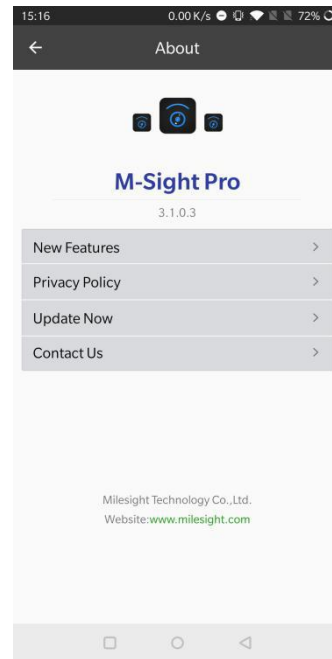 15:16 0.00 K/s 72%
About
M-Sight Pro
3.1.0.3
New Features
Privacy Policy
Update Now
Contact Us
Milesight Technology Co.,Ltd.
Website:www.milesight.com